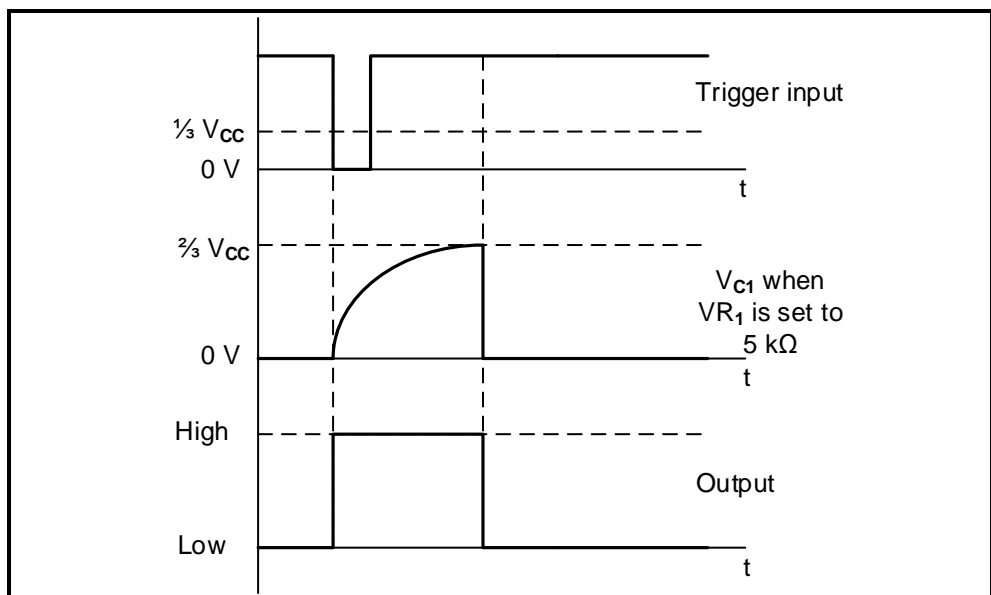 Trigger input
⅓ VCC
0 V
t
⅔ VCC
VC1 when
VR1 is set to
5 kΩ
0 V
t
High
Output
Low
t